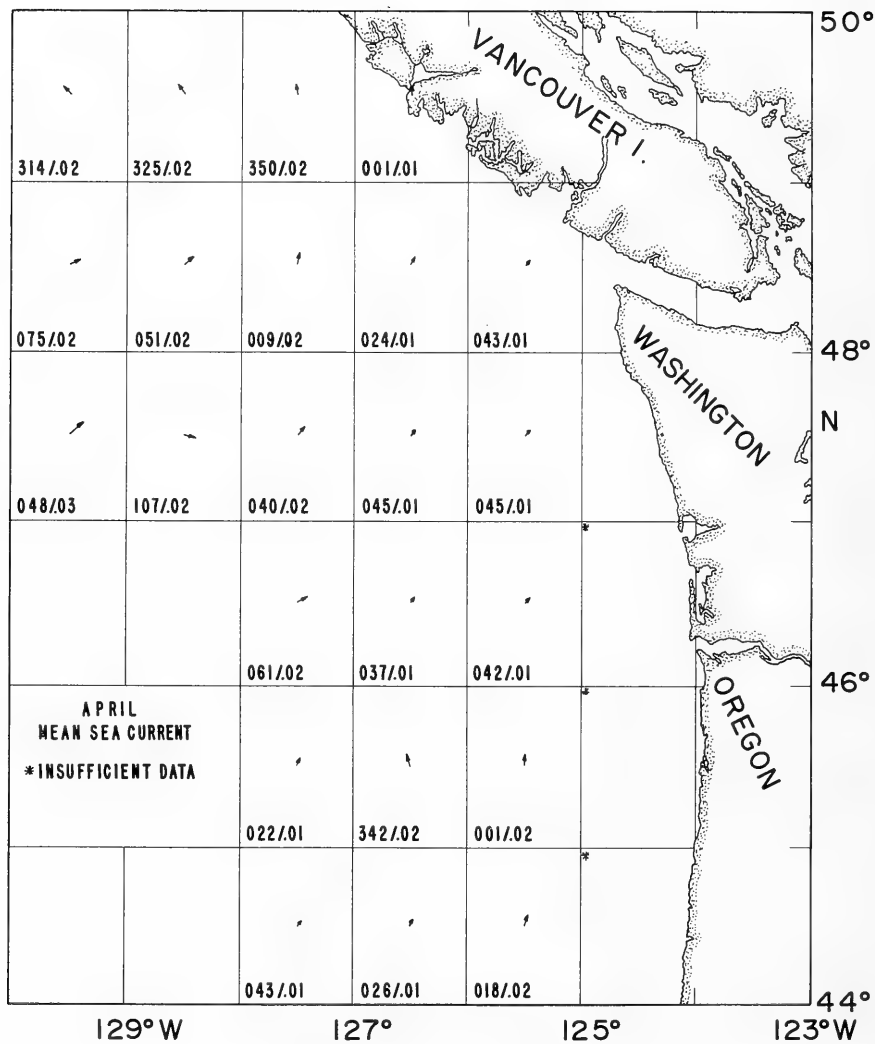 50°
VANCOUVER I.
314/.02 325/.02 350/.02 001/.01
075/.02 051/.02 009/.02 024/.01 043/.01
48°
WASHINGTON
N
048/.03 107/.02 040/.02 045/.01 045/.01
*
061/.02 037/.01 042/.01
46°
*
OREGON
APRIL
MEAN SEA CURRENT
*INSUFFICIENT DATA
022/.01 342/.02 001/.02
*
043/.01 026/.01 018/.02
44°
129°W 127° 125° 123°W